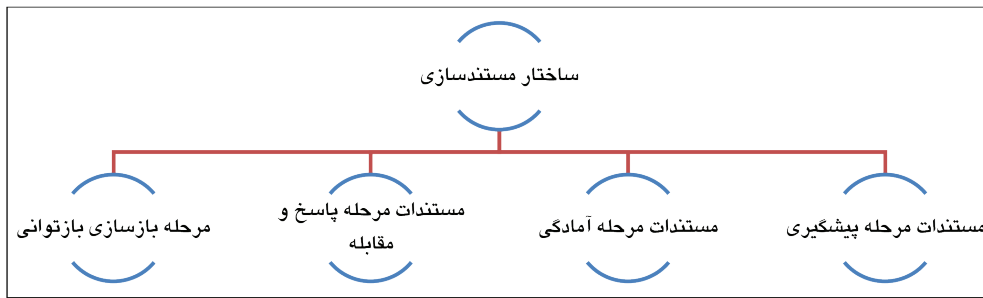 ساختار مستندسازی
مستندات مرحله پیشگیری
مستندات مرحله آمادگی
مستندات مرحله پاسخ و
مقابله
مرحله بازسازی بازتوانی